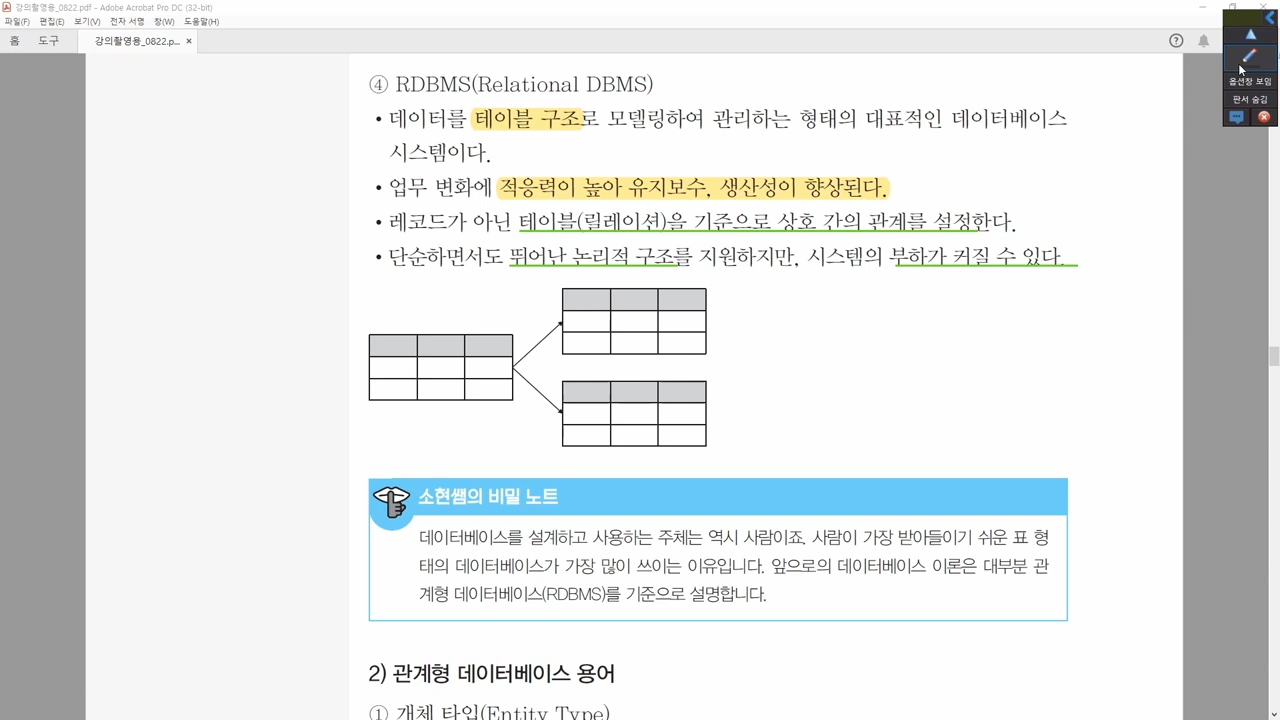 강의촬영용_0822.pdf - Adobe Acrobat Pro DC (32-bit)
파일(F) 편집(E) 보기(V) 전자 서명 창(W) 도움말(H)
홈 도구 강의촬영용_0822.p... ×
옵션창 보임
판서 숨김
④ RDBMS(Relational DBMS)
• 데이터를 테이블 구조로 모델링하여 관리하는 형태의 대표적인 데이터베이스
시스템이다.
• 업무 변화에 적응력이 높아 유지보수, 생산성이 향상된다.
• 레코드가 아닌 테이블(릴레이션)을 기준으로 상호 간의 관계를 설정한다.
• 단순하면서도 뛰어난 논리적 구조를 지원하지만, 시스템의 부하가 커질 수 있다.
소현쌤의 비밀 노트
데이터베이스를 설계하고 사용하는 주체는 역시 사람이죠. 사람이 가장 받아들이기 쉬운 표 형
태의 데이터베이스가 가장 많이 쓰이는 이유입니다. 앞으로의 데이터베이스 이론은 대부분 관
계형 데이터베이스(RDBMS)를 기준으로 설명합니다.
2) 관계형 데이터베이스 용어
① 개체 타입(Entity Type)